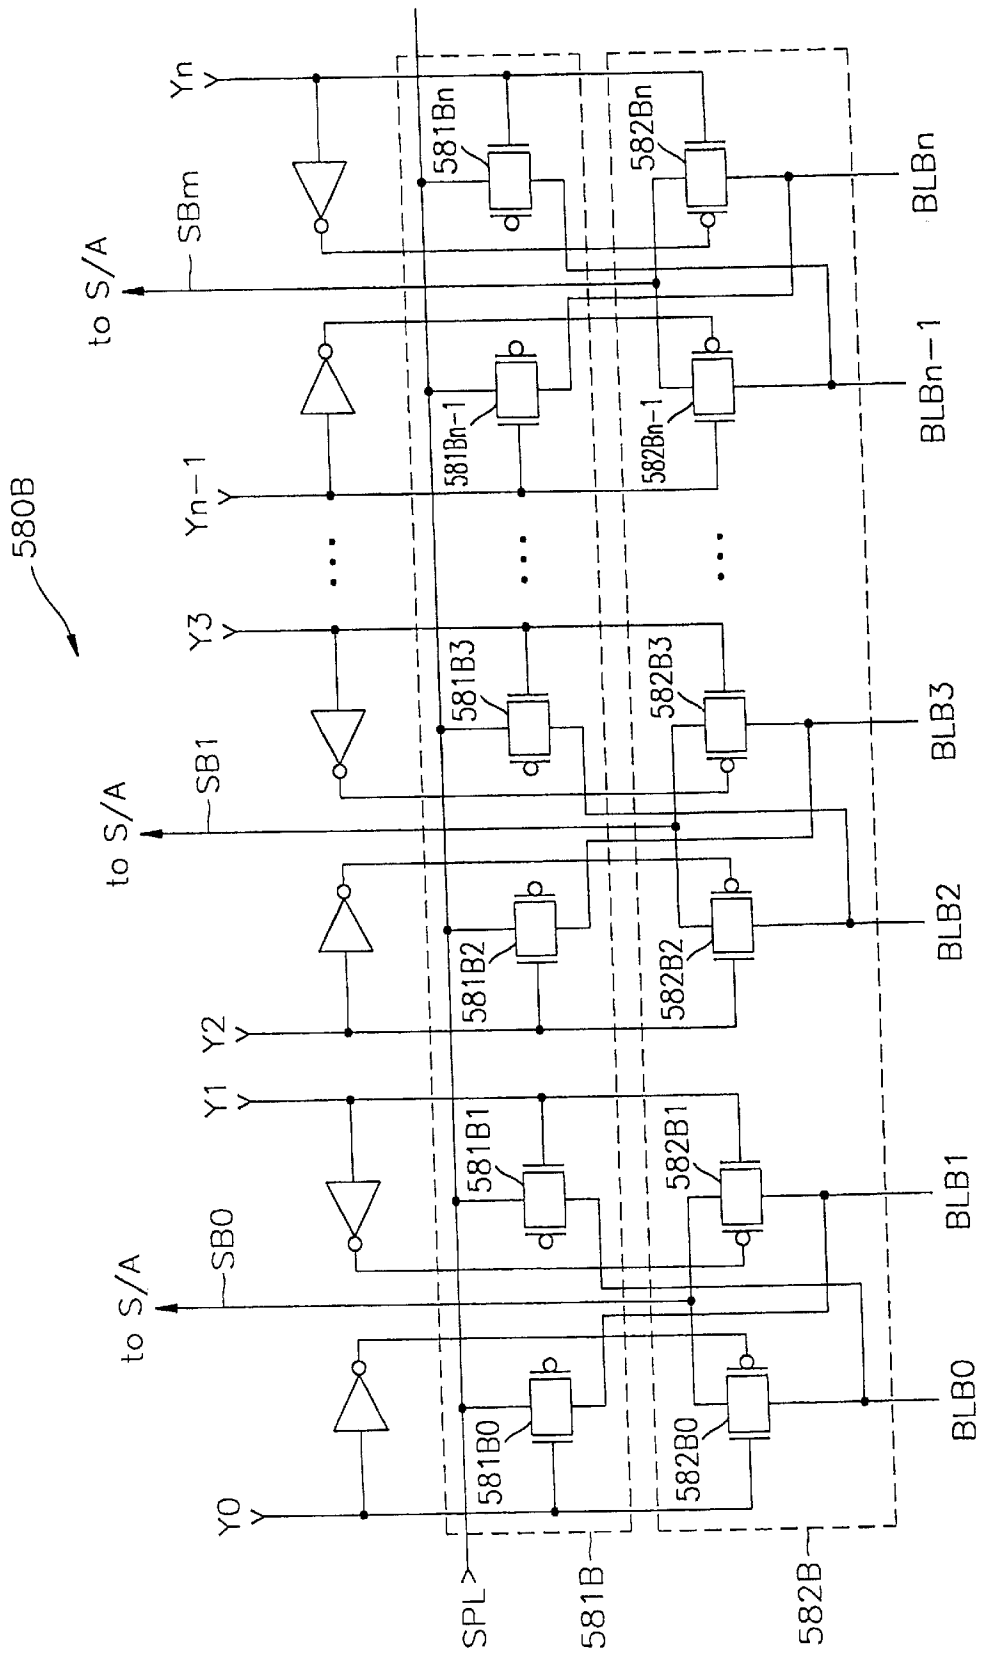 580B
to S/A
to S/A
to S/A
SB0
SB1
SBm
Y0
Y1
Y2
Y3
Yn-1
Yn
SPL
581B0
581B1
581B2
581B3
581Bn-1
581Bn
581B
582B0
582B1
582B2
582B3
582Bn-1
582Bn
582B
BLB0
BLB1
BLB2
BLB3
BLBn-1
BLBn